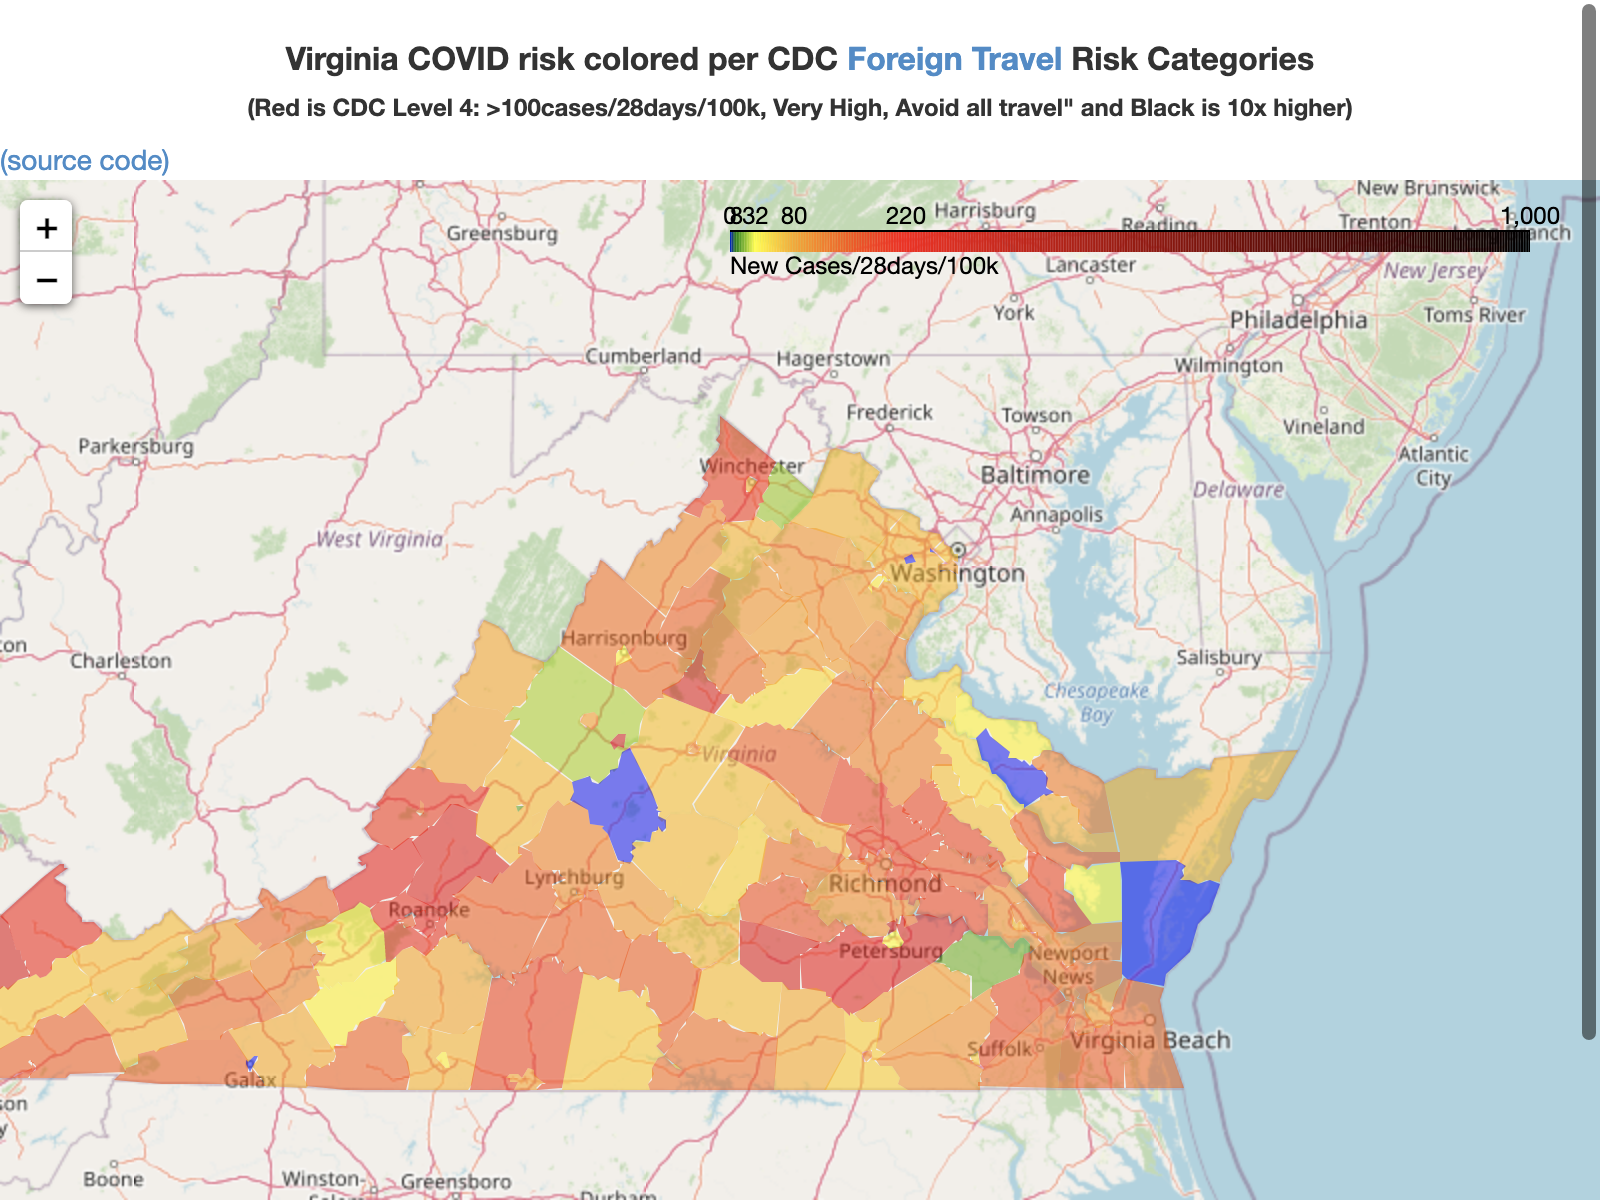 Virginia COVID risk colored per CDC Foreign Travel Risk Categories
(Red is CDC Level 4: >100cases/28days/100k, Very High, Avoid all travel" and Black is 10x higher)
(source code)
+
−
0 8 32 80 220 1,000
New Cases/28days/100k
New Brunswick
Harrisburg
Reading
Trenton
Long Branch
Greensburg
Lancaster
New Jersey
York
Philadelphia
Toms River
Cumberland
Hagerstown
Wilmington
Frederick
Towson
Vineland
Parkersburg
Winchester
Baltimore
Atlantic
City
Delaware
Annapolis
West Virginia
Washington
Harrisonburg
Charleston
Salisbury
Chesapeake
Bay
Virginia
Lynchburg
Richmond
Roanoke
Petersburg
Newport
News
Suffolk
Virginia Beach
Galax
Boone
Winston-
Salem
Greensboro
Durham